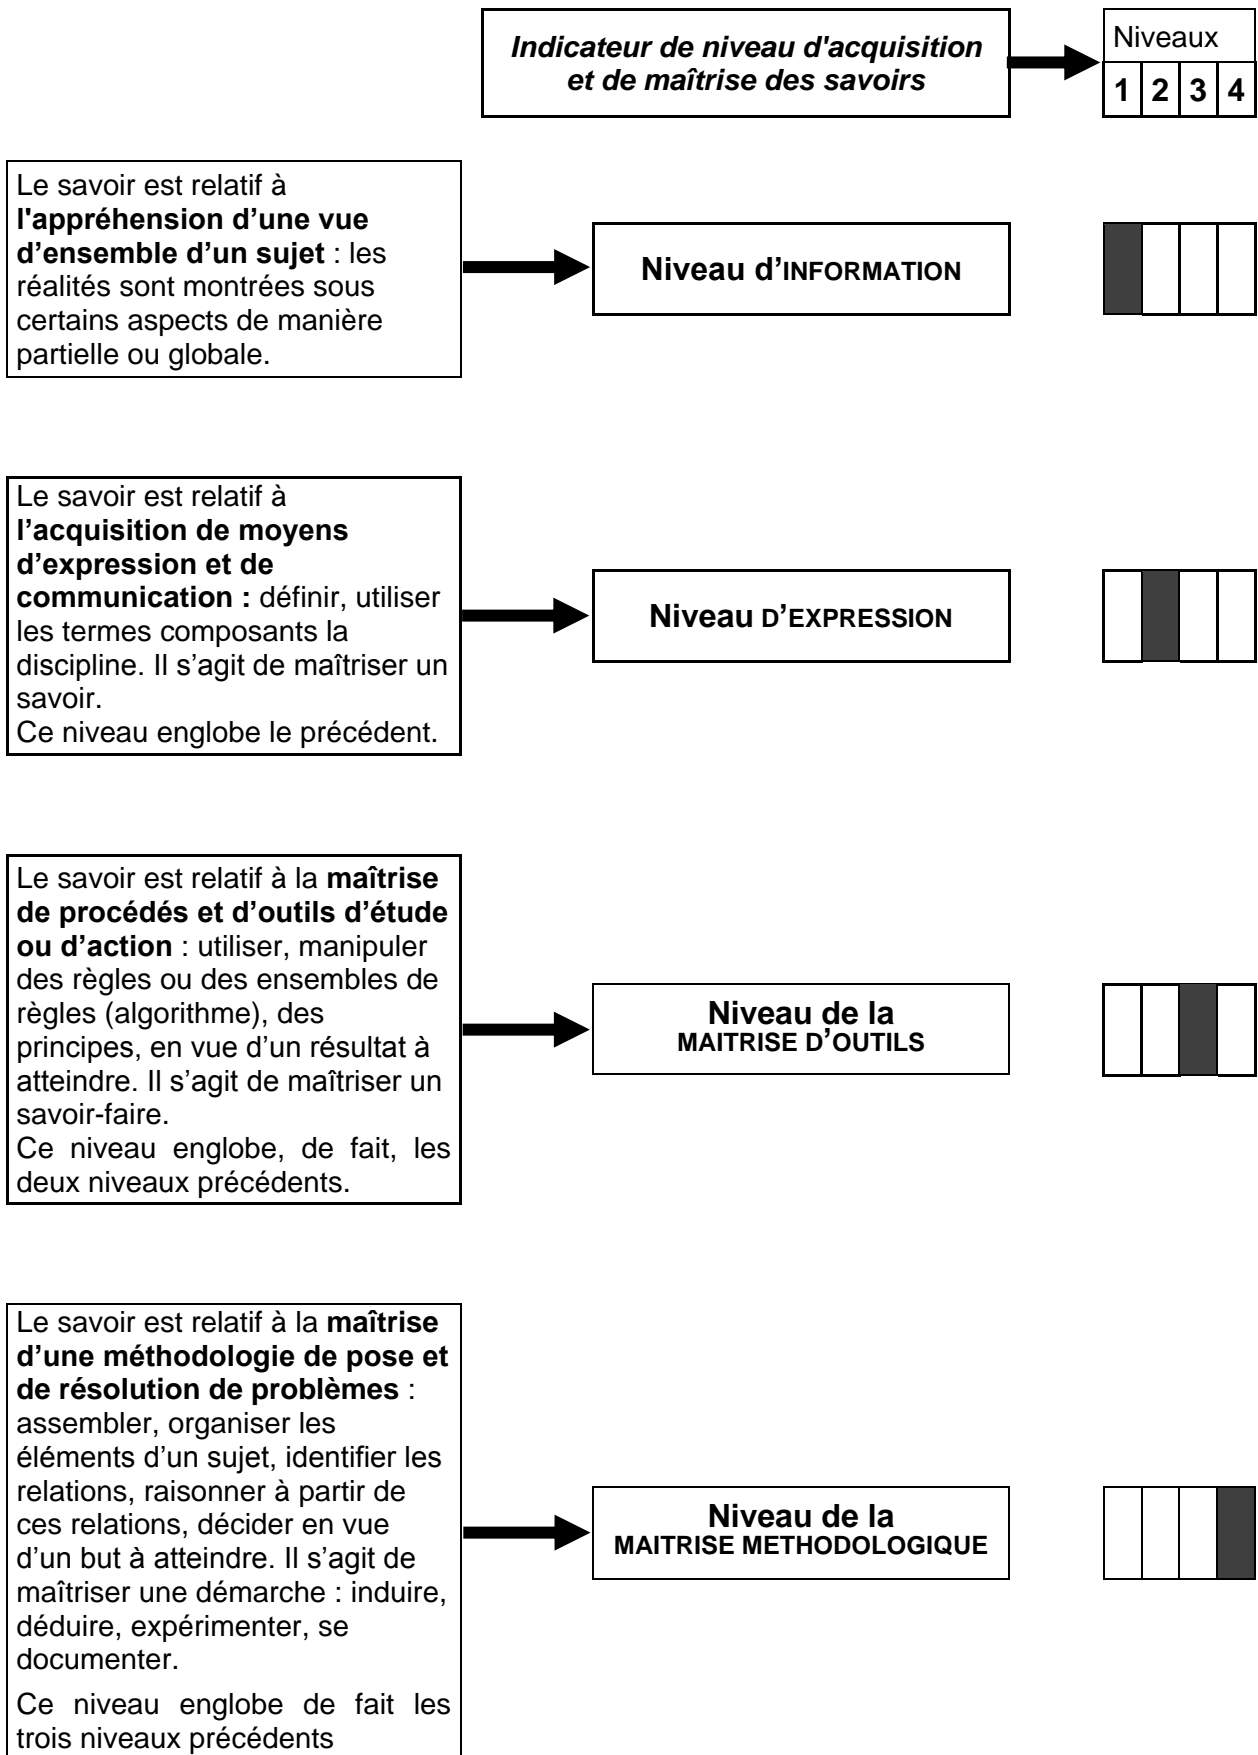 Indicateur de niveau d'acquisition
et de maîtrise des savoirs
Niveaux
1 2 3 4
Le savoir est relatif à
l'appréhension d’une vue
d’ensemble d’un sujet : les
réalités sont montrées sous
certains aspects de manière
partielle ou globale.
Niveau d’INFORMATION
Le savoir est relatif à
l’acquisition de moyens
d’expression et de
communication : définir, utiliser
les termes composants la
discipline. Il s’agit de maîtriser un
savoir.
Ce niveau englobe le précédent.
Niveau D’EXPRESSION
Le savoir est relatif à la maîtrise
de procédés et d’outils d’étude
ou d’action : utiliser, manipuler
des règles ou des ensembles de
règles (algorithme), des
principes, en vue d’un résultat à
atteindre. Il s’agit de maîtriser un
savoir-faire.
Ce niveau englobe, de fait, les
deux niveaux précédents.
Niveau de la
MAITRISE D’OUTILS
Le savoir est relatif à la maîtrise
d’une méthodologie de pose et
de résolution de problèmes :
assembler, organiser les
éléments d’un sujet, identifier les
relations, raisonner à partir de
ces relations, décider en vue
d’un but à atteindre. Il s’agit de
maîtriser une démarche : induire,
déduire, expérimenter, se
documenter.
Ce niveau englobe de fait les
trois niveaux précédents
Niveau de la
MAITRISE METHODOLOGIQUE